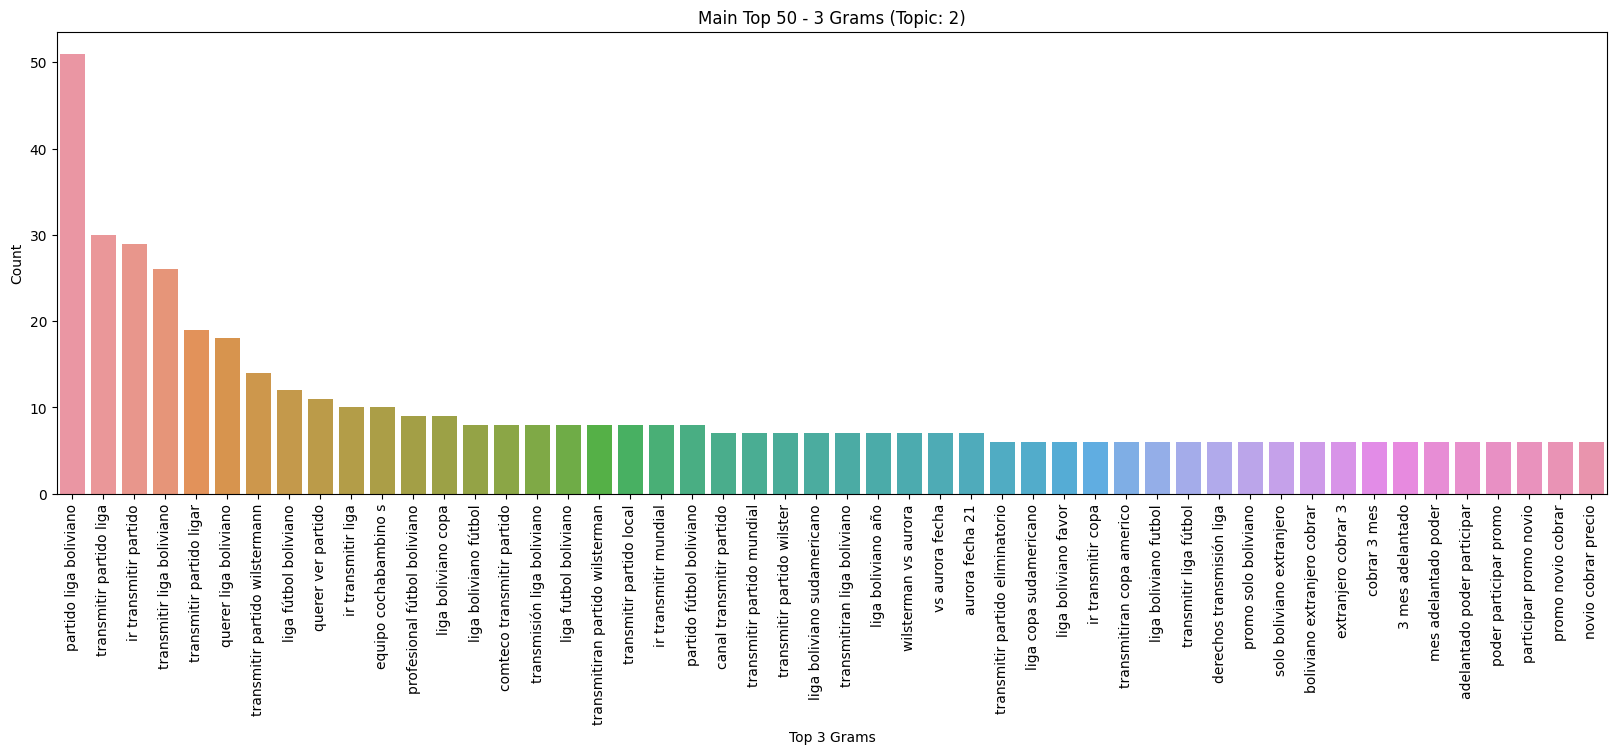 Main Top 50 - 3 Grams (Topic: 2)
Count
50
40
30
20
10
0
partido liga boliviano
transmitir partido liga
ir transmitir partido
transmitir liga boliviano
transmitir partido ligar
querer liga boliviano
transmitir partido wilstermann
liga fútbol boliviano
querer ver partido
ir transmitir liga
equipo cochabambino s
profesional fútbol boliviano
liga boliviano copa
liga boliviano fútbol
comteco transmitir partido
transmisión liga boliviano
liga futbol boliviano
transmitiran partido wilsterman
transmitir partido local
ir transmitir mundial
partido fútbol boliviano
canal transmitir partido
transmitir partido mundial
transmitir partido wilster
liga boliviano sudamericano
transmitiran liga boliviano
liga boliviano año
wilsterman vs aurora
vs aurora fecha
aurora fecha 21
transmitir partido eliminatorio
liga copa sudamericano
liga boliviano favor
ir transmitir copa
transmitiran copa americo
liga boliviano futbol
transmitir liga fútbol
derechos transmisión liga
promo solo boliviano
solo boliviano extranjero
boliviano extranjero cobrar
extranjero cobrar 3
cobrar 3 mes
3 mes adelantado
mes adelantado poder
adelantado poder participar
poder participar promo
participar promo novio
promo novio cobrar
novio cobrar precio
Top 3 Grams